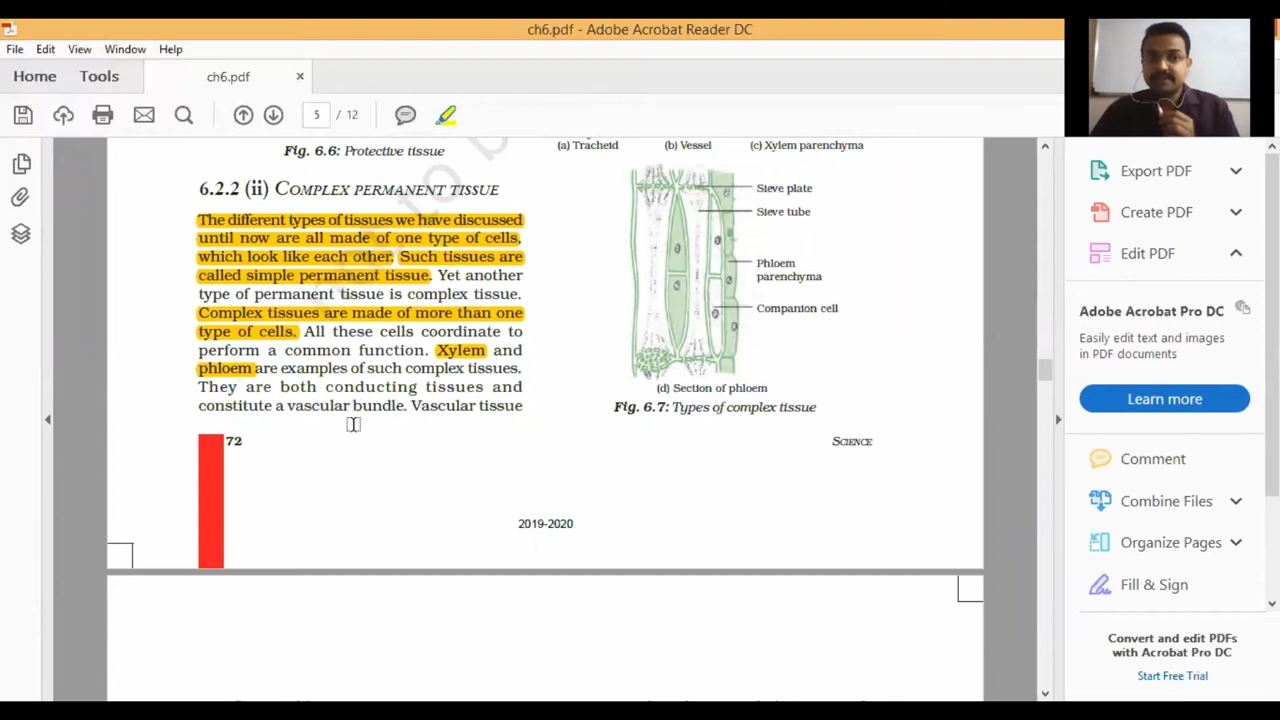 ch6.pdf - Adobe Acrobat Reader DC
File Edit View Window Help
Home Tools ch6.pdf ×
5 / 12
Fig. 6.6: Protective tissue
6.2.2 (ii) COMPLEX PERMANENT TISSUE
The different types of tissues we have discussed
until now are all made of one type of cells,
which look like each other. Such tissues are
called simple permanent tissue. Yet another
type of permanent tissue is complex tissue.
Complex tissues are made of more than one
type of cells. All these cells coordinate to
perform a common function. Xylem and
phloem are examples of such complex tissues.
They are both conducting tissues and
constitute a vascular bundle. Vascular tissue
72
(a) Tracheid (b) Vessel (c) Xylem parenchyma
Sieve plate
Sieve tube
Phloem
parenchyma
Companion cell
(d) Section of phloem
Fig. 6.7: Types of complex tissue
SCIENCE
2019-2020
Export PDF
Create PDF
Edit PDF
Adobe Acrobat Pro DC
Easily edit text and images
in PDF documents
Learn more
Comment
Combine Files
Organize Pages
Fill & Sign
Convert and edit PDFs
with Acrobat Pro DC
Start Free Trial